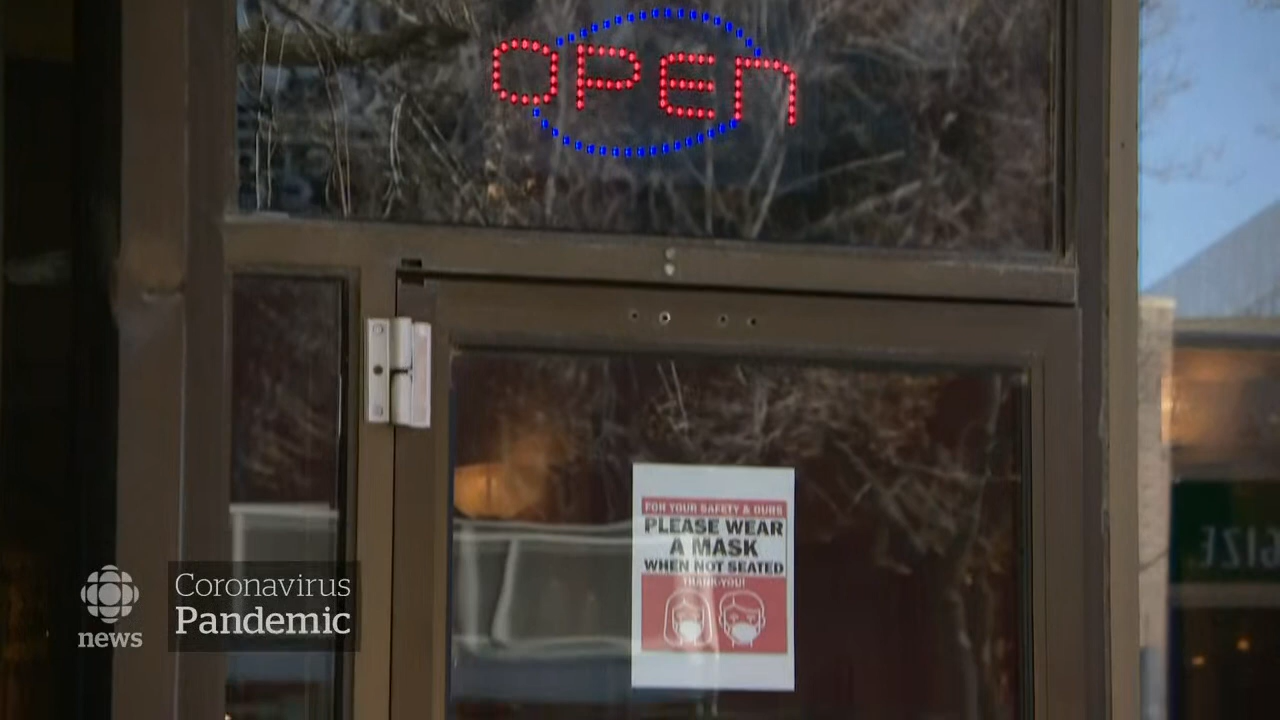 OPEN
FOR YOUR SAFETY & OURS
PLEASE WEAR
A MASK
WHEN NOT SEATED
THANK-YOU!
Coronavirus
Pandemic
news